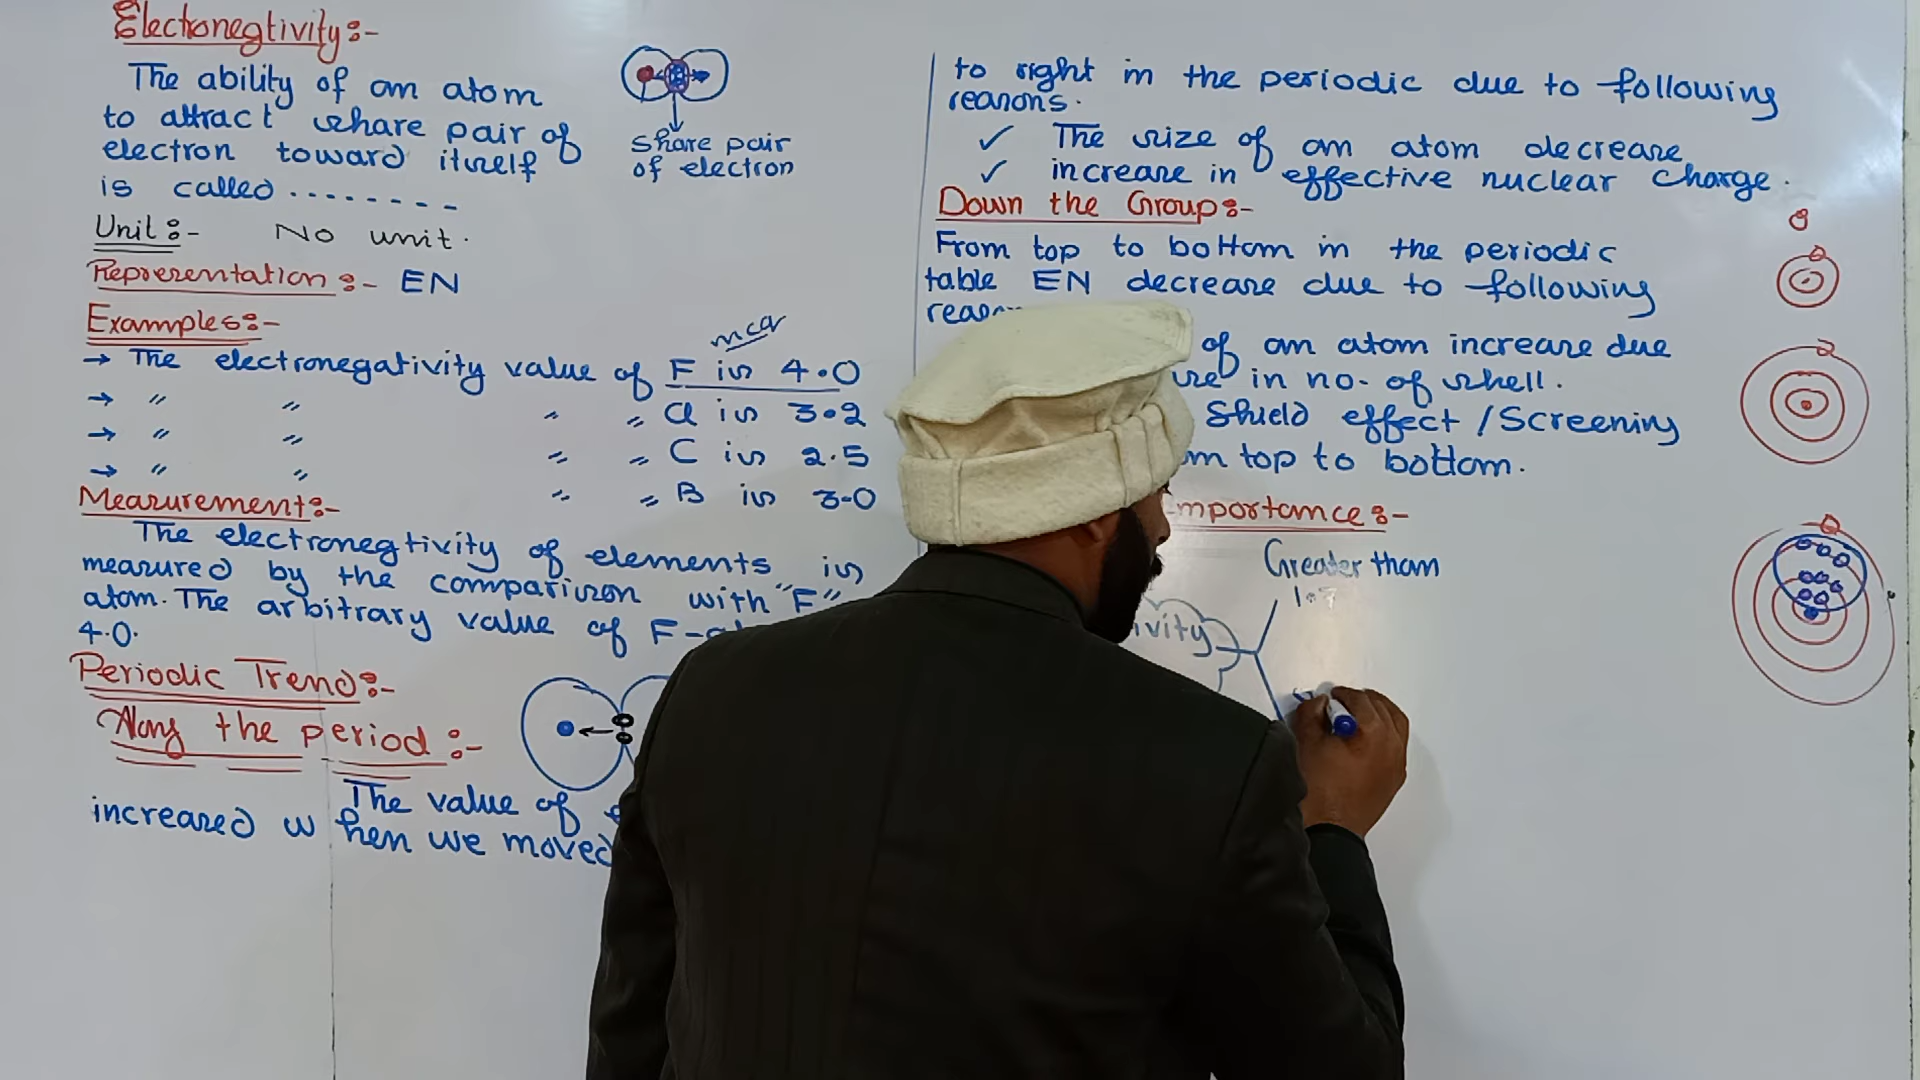 Electronegtivity:-
The ability of an atom
to attract share pair of
electron toward itself
is called --------
share pair
of electron
Unit:- No unit.
Representation:- EN
Examples:-
→ The electronegativity value of F is 4.0
→ " " " " Cl is 3.2
→ " " " " C is 2.5
→ " " " " B is 3.0
Measurement:-
The electronegtivity of elements is
measured by the comparison with "F"
atom. The arbitrary value of F-
4.0.
Periodic Trend:-
Along the period:-
The value of
increased when we moved
to right in the periodic due to following
reasons.
✓ The size of an atom decrease
✓ increase in effective nuclear charge.
Down the Group:-
From top to bottom in the periodic
table EN decrease due to following
of an atom increase due
in no. of shell.
Shield effect / Screening
top to bottom.
mportance:-
Greater than
ivity